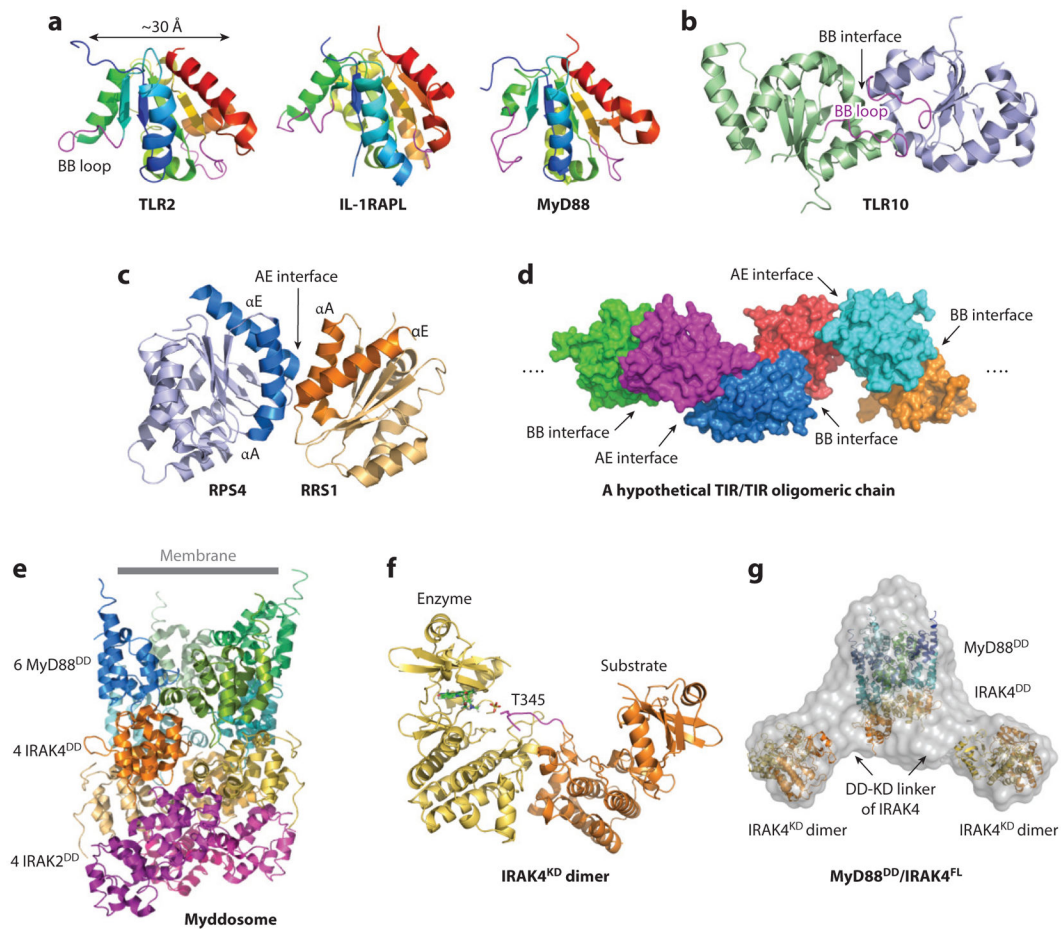 a
~30 Å
BB loop
TLR2
IL-1RAPL
MyD88
b
BB interface
BB loop
TLR10
c
AE interface
αE
αA
αE
αA
RPS4
RRS1
d
AE interface
BB interface
....
....
BB interface
AE interface
BB interface
A hypothetical TIR/TIR oligomeric chain
e
Membrane
6 MyD88ᴰᴰ
4 IRAK4ᴰᴰ
4 IRAK2ᴰᴰ
Myddosome
f
Enzyme
Substrate
T345
IRAK4ᴷᴰ dimer
g
MyD88ᴰᴰ
IRAK4ᴰᴰ
DD-KD linker
of IRAK4
IRAK4ᴷᴰ dimer
IRAK4ᴷᴰ dimer
MyD88ᴰᴰ/IRAK4ᶠᴸ